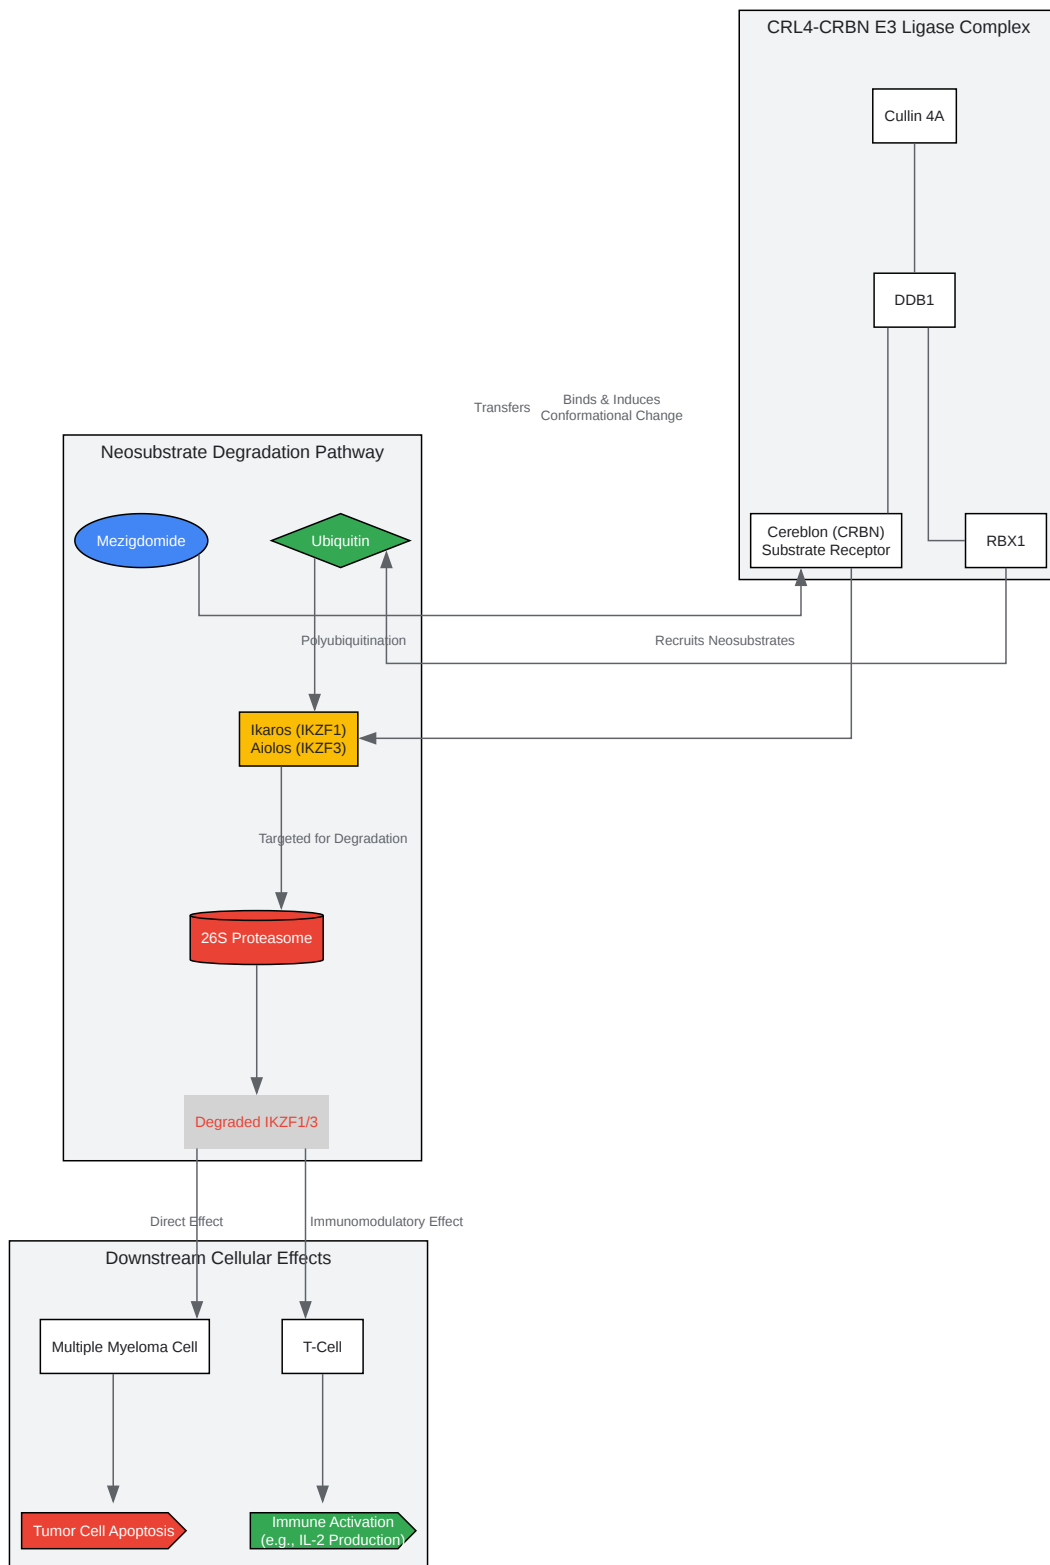 CRL4-CRBN E3 Ligase Complex
Cullin 4A
DDB1
Transfers
Binds & Induces
Conformational Change
Neosubstrate Degradation Pathway
Mezigdomide
Ubiquitin
Cereblon (CRBN)
Substrate Receptor
RBX1
Polyubiquitination
Recruits Neosubstrates
Ikaros (IKZF1)
Aiolos (IKZF3)
Targeted for Degradation
26S Proteasome
Degraded IKZF1/3
Direct Effect
Immunomodulatory Effect
Downstream Cellular Effects
Multiple Myeloma Cell
T-Cell
Tumor Cell Apoptosis
Immune Activation
(e.g., IL-2 Production)